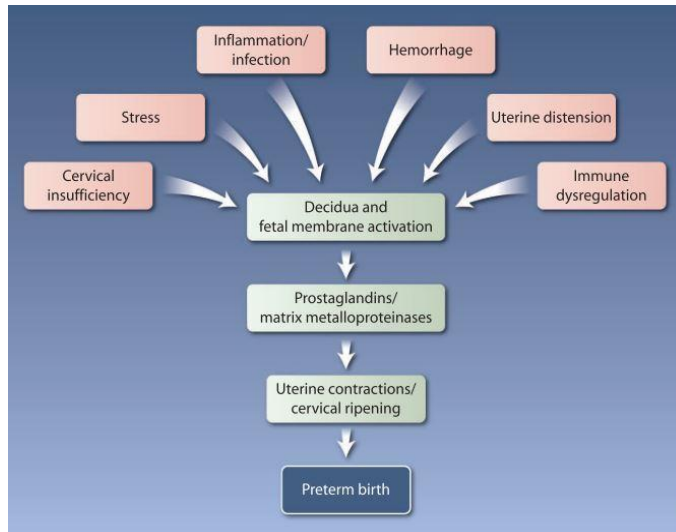 Inflammation/
infection
Hemorrhage
Stress
Uterine distension
Cervical
insufficiency
Immune
dysregulation
Decidua and
fetal membrane activation
Prostaglandins/
matrix metalloproteinases
Uterine contractions/
cervical ripening
Preterm birth